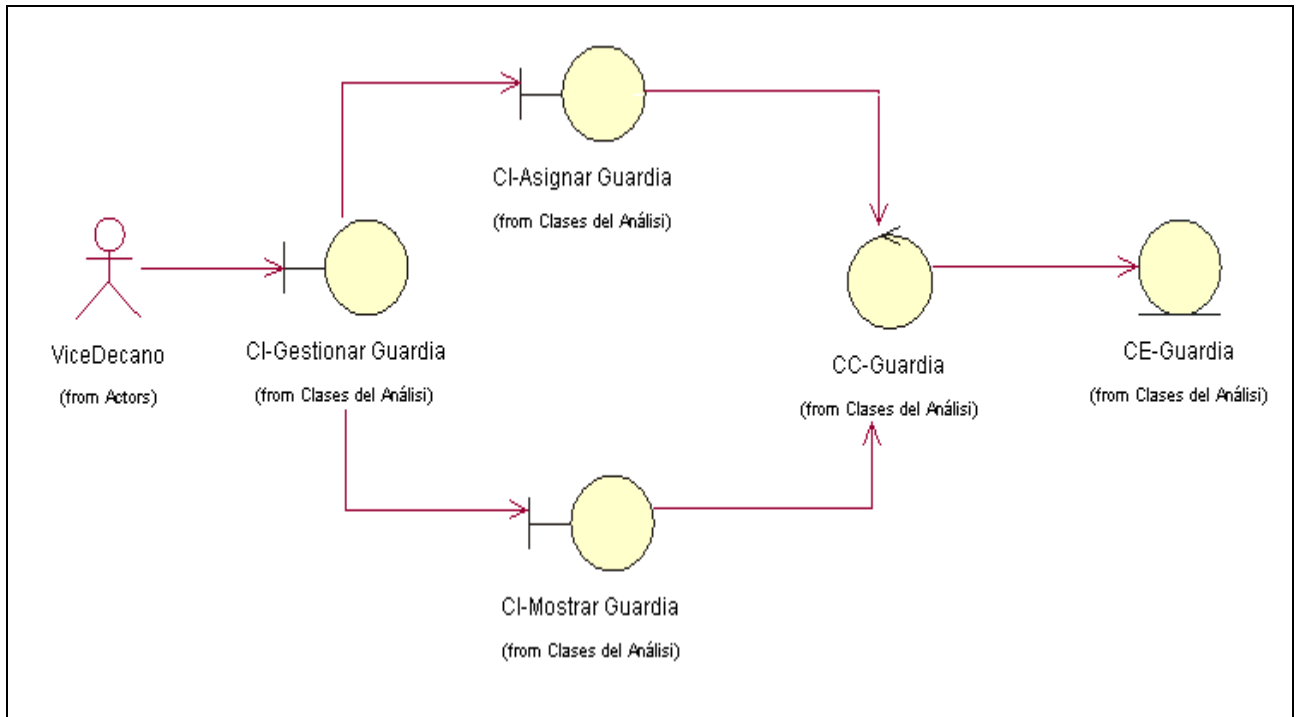 CI-Asignar Guardia
(from Clases del Análisi)
ViceDecano
(from Actors)
CI-Gestionar Guardia
(from Clases del Análisi)
CC-Guardia
(from Clases del Análisi)
CE-Guardia
(from Clases del Análisi)
CI-Mostrar Guardia
(from Clases del Análisi)